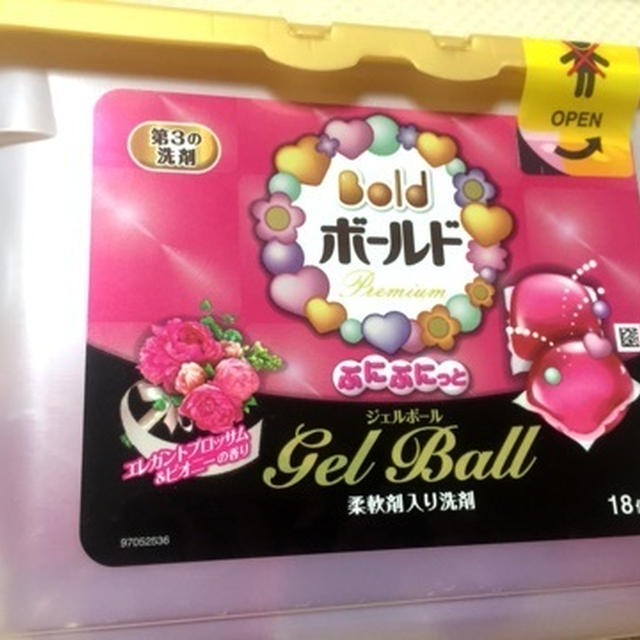 OPEN
第3の
洗剤
Bold
ボールド
Premium
ぷにぷにっと
エレガントブロッサム
&ピオニーの香り
ジェルボール
Gel Ball
柔軟剤入り洗剤
18
97052536